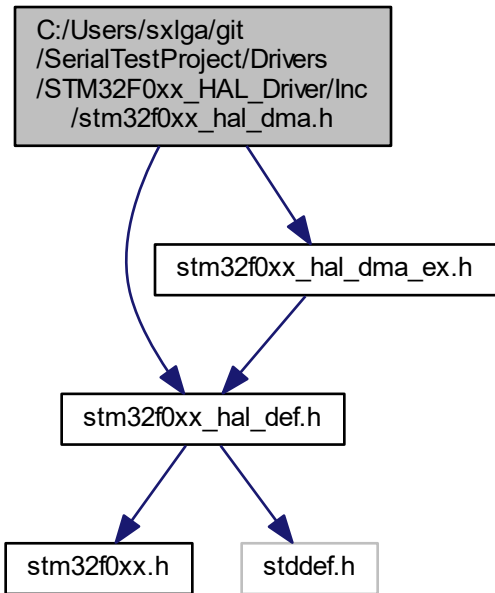 C:/Users/sxlga/git
/SerialTestProject/Drivers
/STM32F0xx_HAL_Driver/Inc
/stm32f0xx_hal_dma.h
stm32f0xx_hal_dma_ex.h
stm32f0xx_hal_def.h
stm32f0xx.h
stddef.h